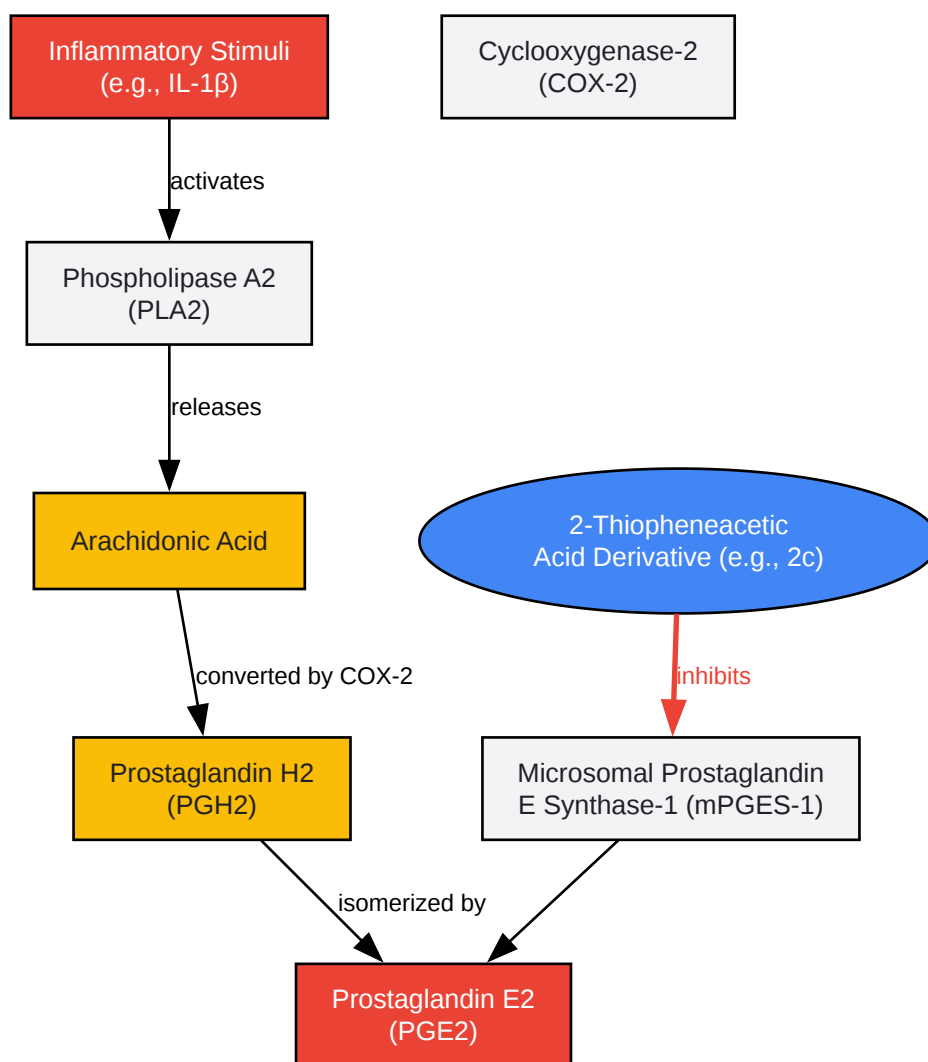 Inflammatory Stimuli
(e.g., IL-1β)
Cyclooxygenase-2
(COX-2)
activates
Phospholipase A2
(PLA2)
releases
Arachidonic Acid
2-Thiopheneacetic
Acid Derivative (e.g., 2c)
converted by COX-2
inhibits
Prostaglandin H2
(PGH2)
Microsomal Prostaglandin
E Synthase-1 (mPGES-1)
isomerized by
Prostaglandin E2
(PGE2)